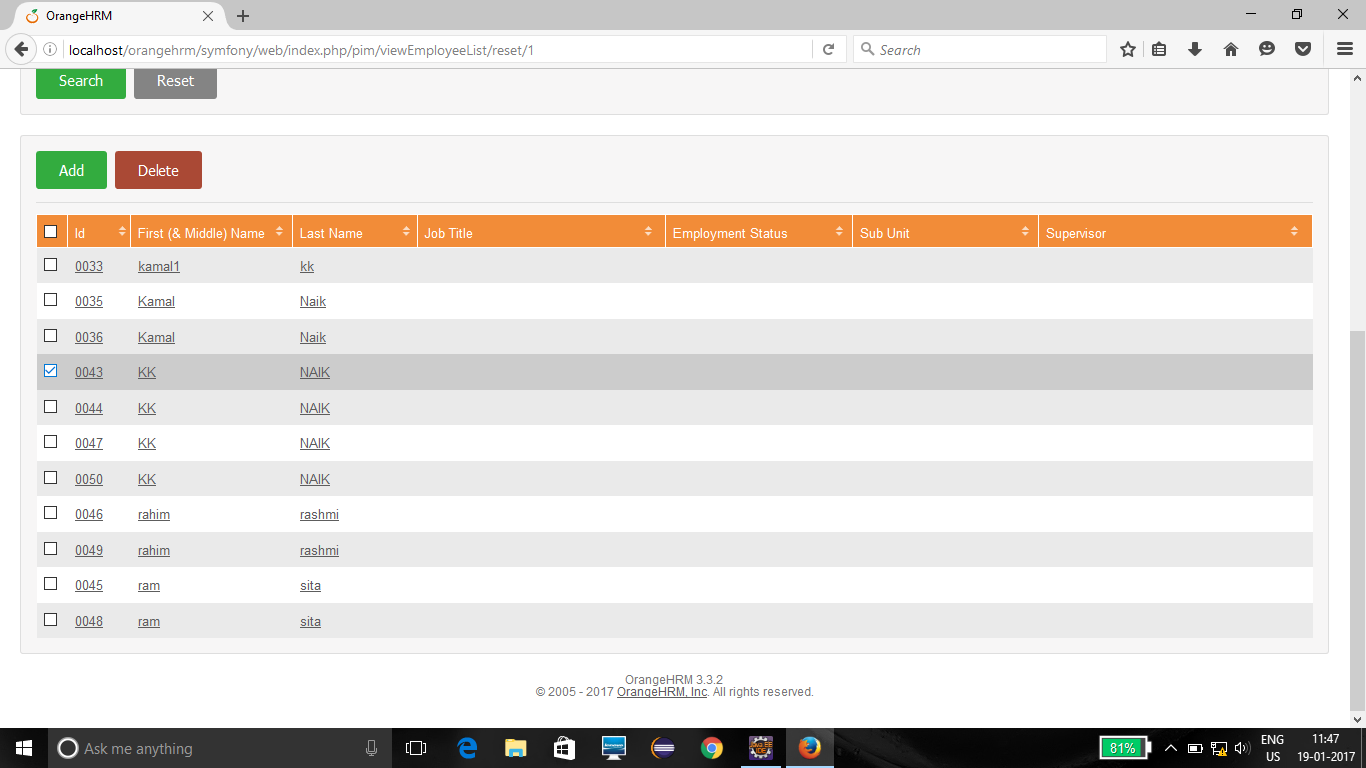 OrangeHRM
localhost/orangehrm/symfony/web/index.php/pim/viewEmployeeList/reset/1
Search
Search Reset
Add Delete
Id First (& Middle) Name Last Name Job Title Employment Status Sub Unit Supervisor
0033 kamal1 kk
0035 Kamal Naik
0036 Kamal Naik
0043 KK NAIK
0044 KK NAIK
0047 KK NAIK
0050 KK NAIK
0046 rahim rashmi
0049 rahim rashmi
0045 ram sita
0048 ram sita
OrangeHRM 3.3.2
© 2005 - 2017 OrangeHRM, Inc. All rights reserved.
Ask me anything
81%
ENG
US
11:47
19-01-2017